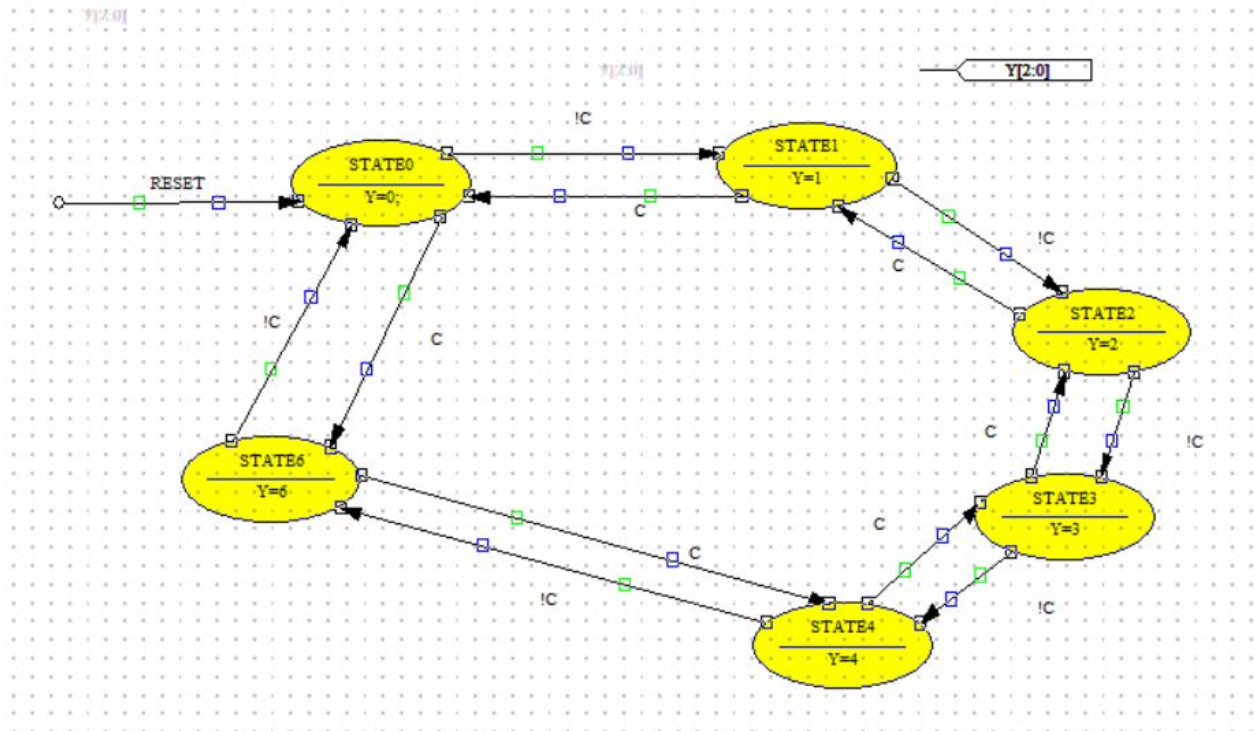 Y[2:0]
!C
STATE0
Y=0;
STATE1
Y=1
RESET
C
!C
C
STATE2
Y=2
!C
C
C
!C
STATE6
Y=6
STATE3
Y=3
C
C
!C
!C
STATE4
Y=4